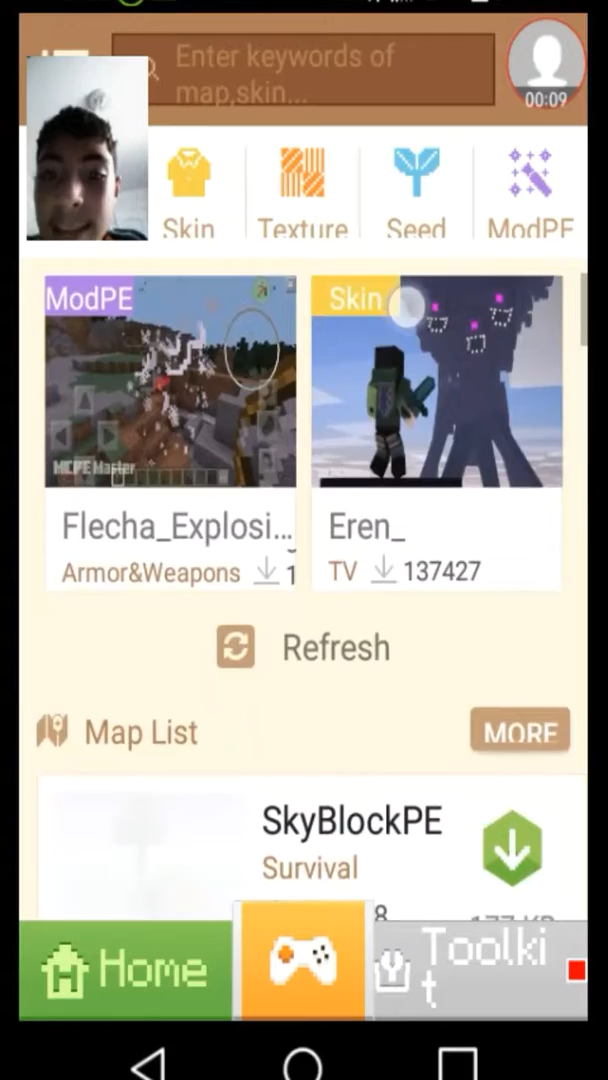 Enter keywords of
map,skin...
00:09
Skin
Texture
Seed
ModPE
ModPE
Skin
MCPE Master
Flecha_Explosi...
Eren_
Armor&Weapons
TV 137427
Refresh
Map List
MORE
SkyBlockPE
Survival
Home
Toolki
t